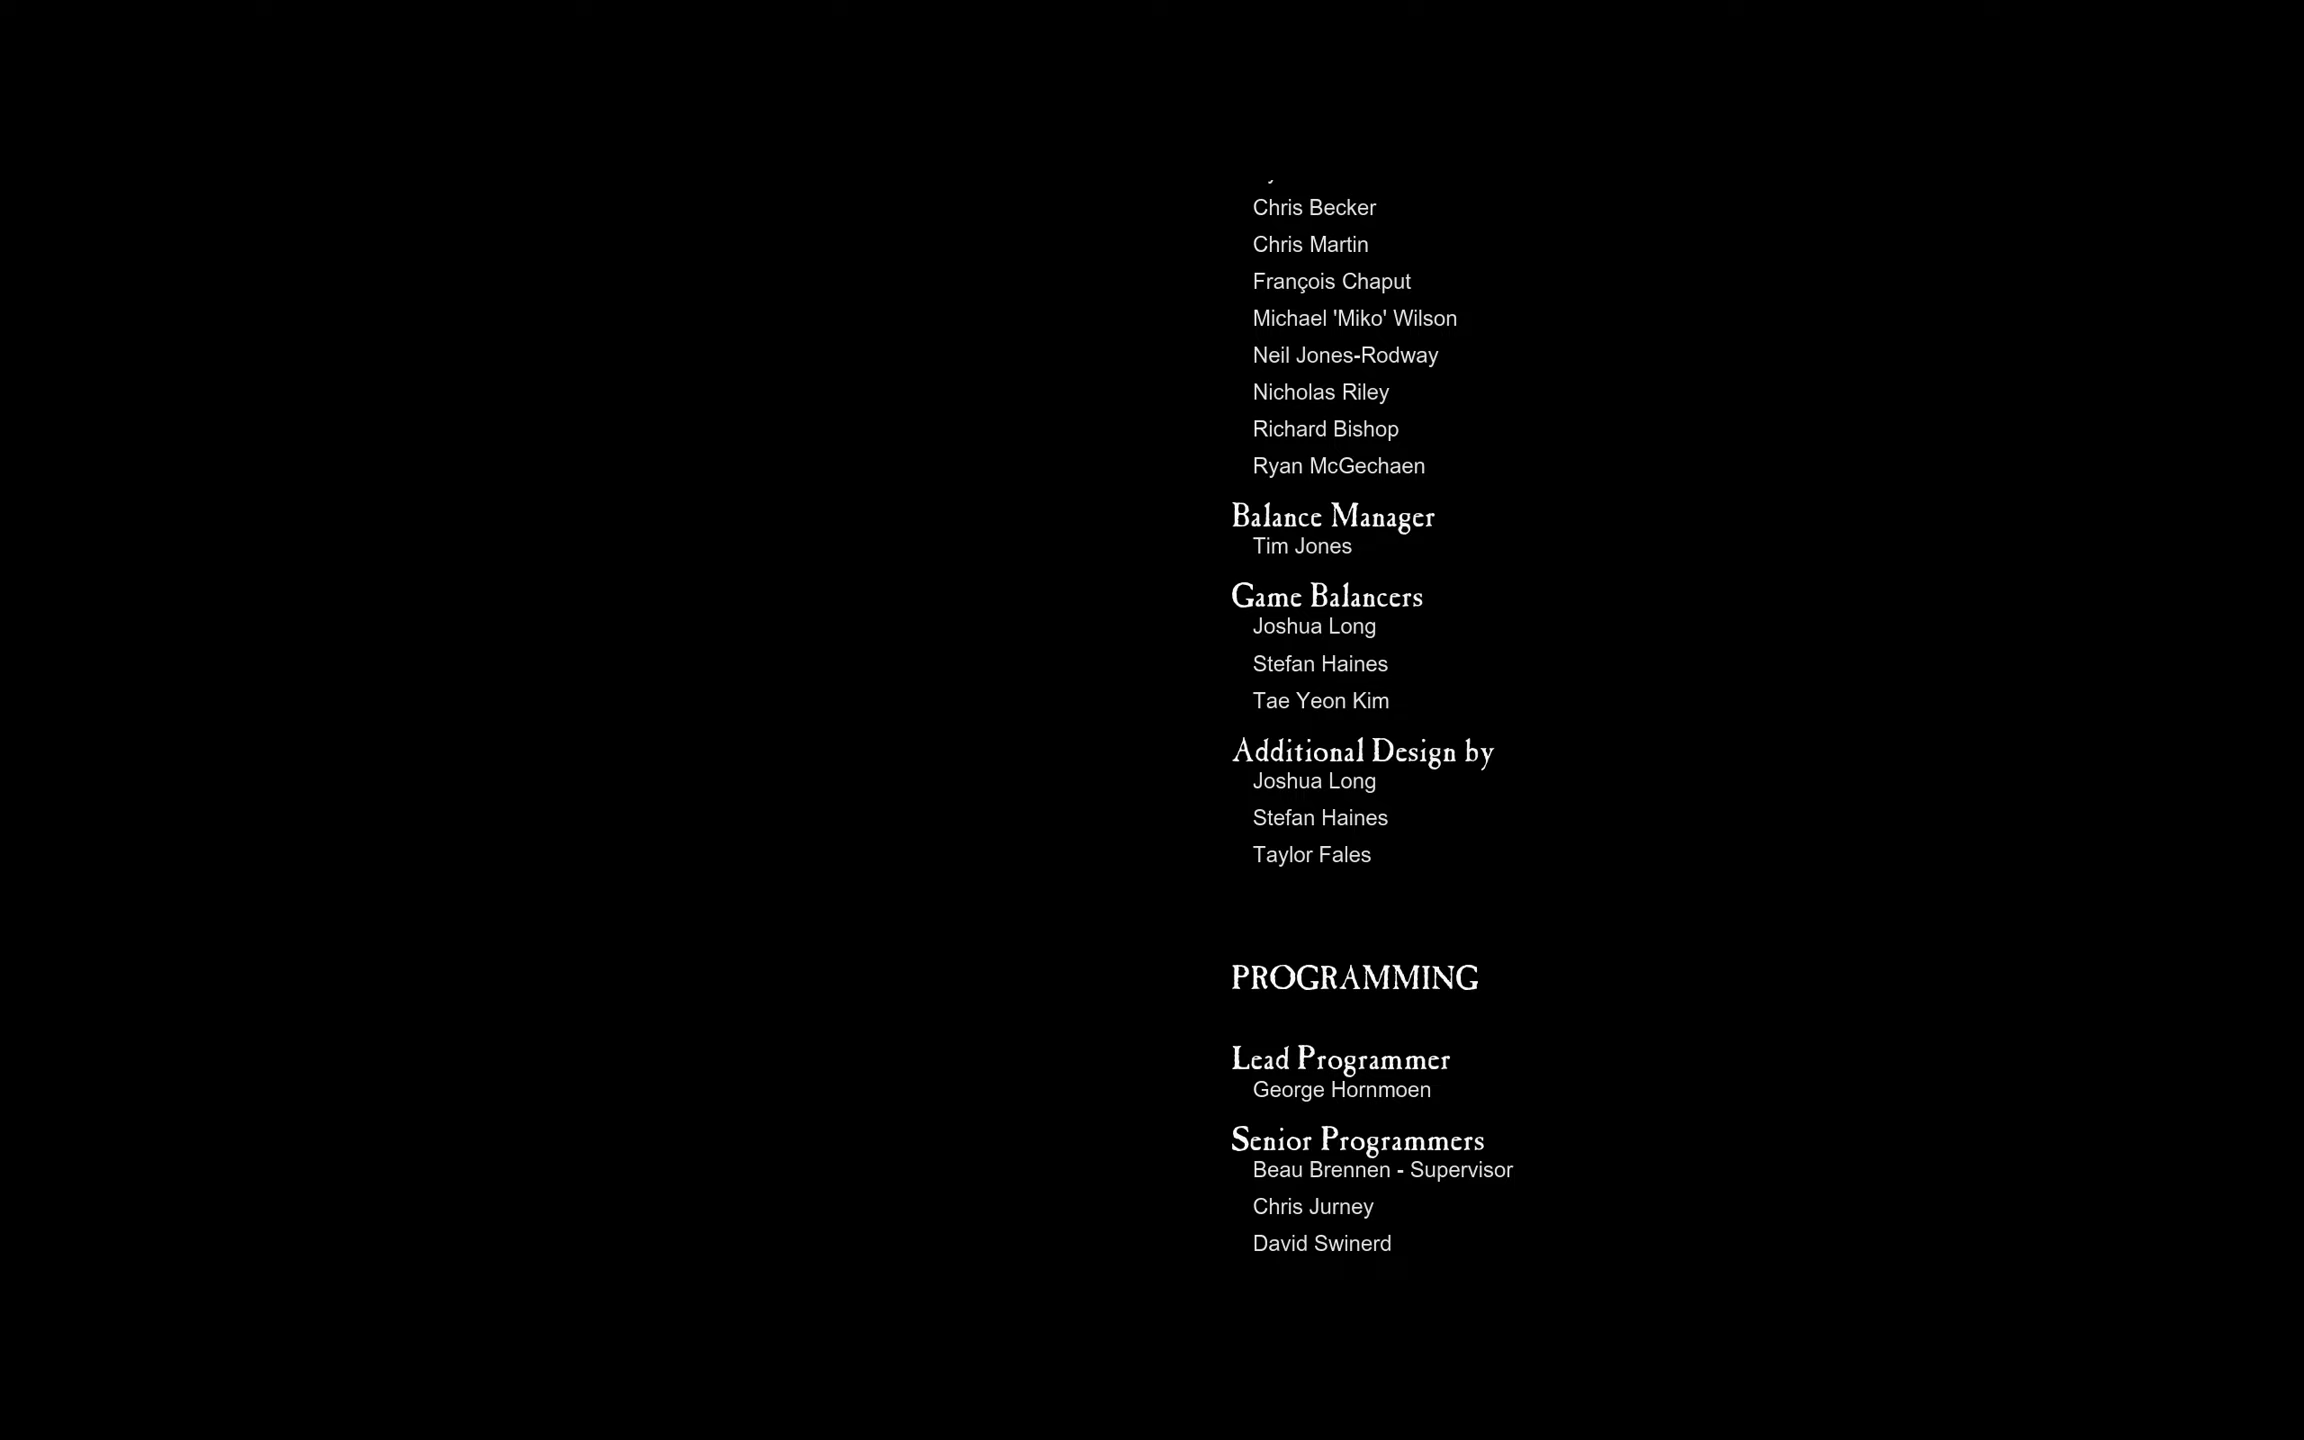 Chris Becker
Chris Martin
François Chaput
Michael 'Miko' Wilson
Neil Jones-Rodway
Nicholas Riley
Richard Bishop
Ryan McGechaen
Balance Manager
Tim Jones
Game Balancers
Joshua Long
Stefan Haines
Tae Yeon Kim
Additional Design by
Joshua Long
Stefan Haines
Taylor Fales
PROGRAMMING
Lead Programmer
George Hornmoen
Senior Programmers
Beau Brennen - Supervisor
Chris Jurney
David Swinerd